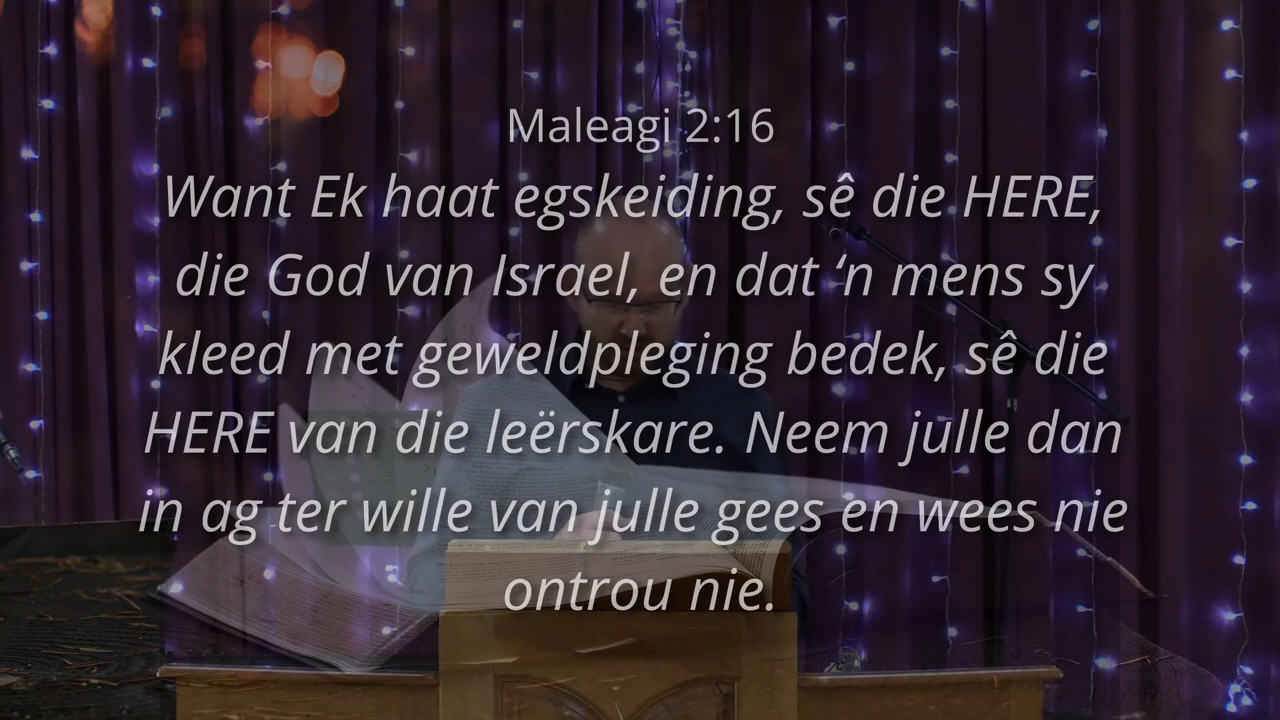 Maleagi 2:16
Want Ek haat egskeiding, sê die HERE,
die God van Israel, en dat ‘n mens sy
kleed met geweldpleging bedek, sê die
HERE van die leërskare. Neem julle dan
in ag ter wille van julle gees en wees nie
ontrou nie.